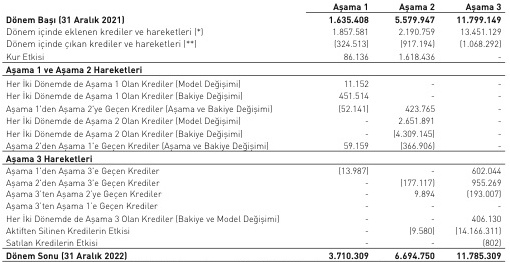 Aşama 1 Aşama 2 Aşama 3
Dönem Başı (31 Aralık 2021) 1.635.408 5.579.947 11.799.149
Dönem içinde eklenen krediler ve hareketleri (*) 1.857.581 2.190.759 13.451.129
Dönem içinde çıkan krediler ve hareketleri (**) (324.513) (917.194) (1.068.292)
Kur Etkisi 86.136 1.618.436 -
Aşama 1 ve Aşama 2 Hareketleri
Her İki Dönemde de Aşama 1 Olan Krediler (Model Değişimi) 11.152 - -
Her İki Dönemde de Aşama 1 Olan Krediler (Bakiye Değişimi) 451.514 - -
Aşama 1'den Aşama 2'ye Geçen Krediler (Aşama ve Bakiye Değişimi) (52.141) 423.765 -
Her İki Dönemde de Aşama 2 Olan Krediler (Model Değişimi) - 2.651.891 -
Her İki Dönemde de Aşama 2 Olan Krediler (Bakiye Değişimi) - (4.309.145) -
Aşama 2'den Aşama 1'e Geçen Krediler (Aşama ve Bakiye Değişimi) 59.159 (366.906) -
Aşama 3 Hareketleri
Aşama 1'den Aşama 3'e Geçen Krediler (13.987) - 602.044
Aşama 2'den Aşama 3'e Geçen Krediler - (177.117) 955.269
Aşama 3'ten Aşama 2'ye Geçen Krediler - 9.894 (193.007)
Aşama 3'ten Aşama 1'e Geçen Krediler - - -
Her İki Dönemde de Aşama 3 Olan Krediler (Bakiye ve Model Değişimi) - - 406.130
Aktiften Silinen Kredilerin Etkisi - (9.580) (14.166.311)
Satılan Kredilerin Etkisi - - (802)
Dönem Sonu (31 Aralık 2022) 3.710.309 6.694.750 11.785.309